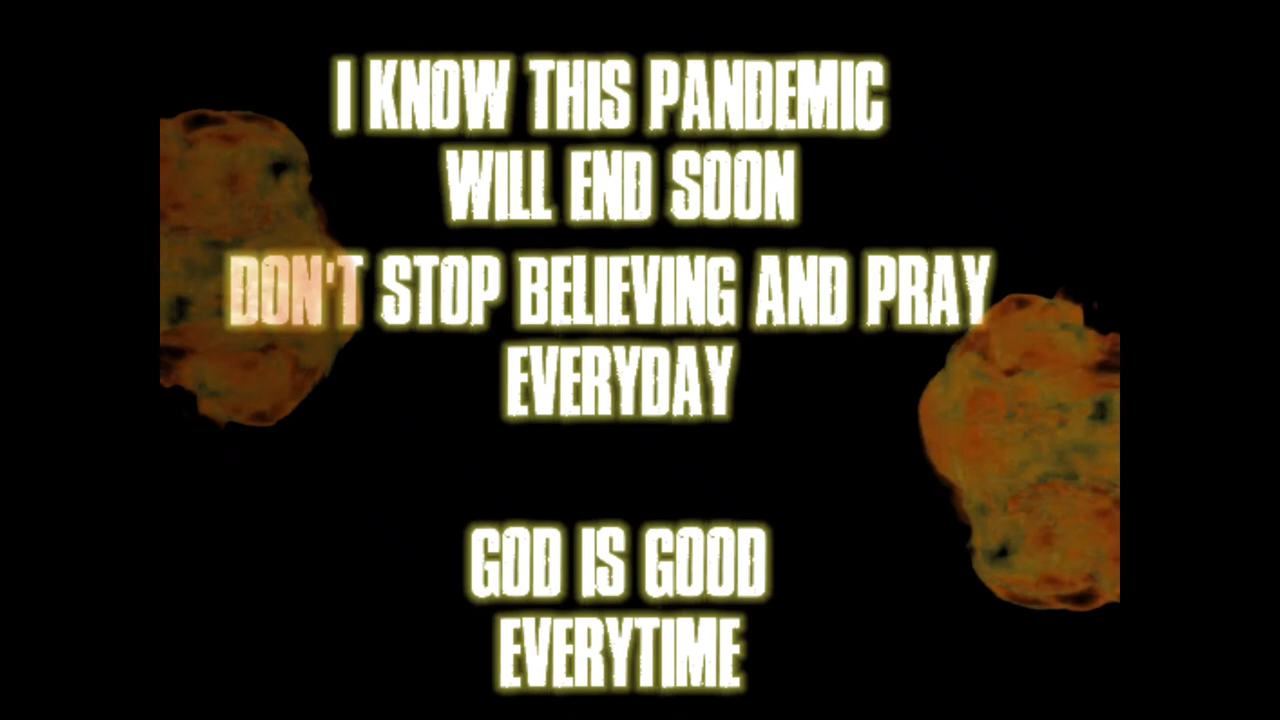 I KNOW THIS PANDEMIC
WILL END SOON
DON'T STOP BELIEVING AND PRAY
EVERYDAY
GOD IS GOOD
EVERYTIME